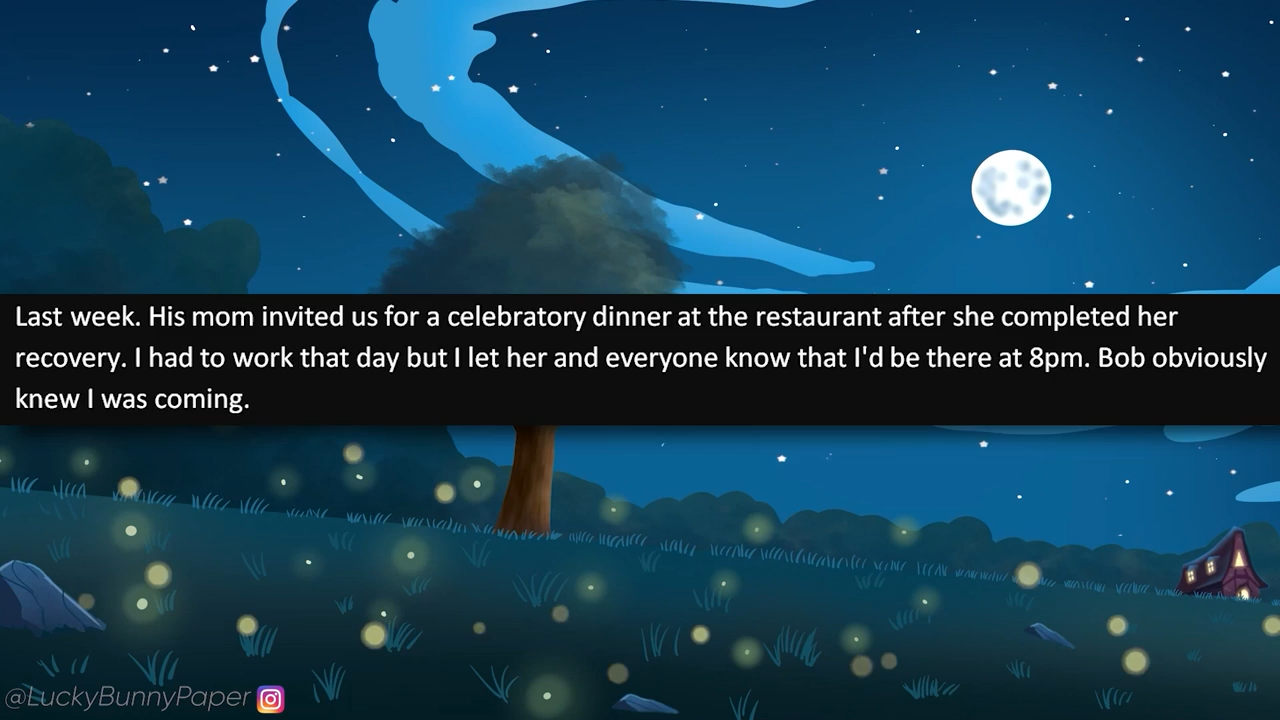 Last week. His mom invited us for a celebratory dinner at the restaurant after she completed her
recovery. I had to work that day but I let her and everyone know that I'd be there at 8pm. Bob obviously
knew I was coming.
@LuckyBunnyPaper